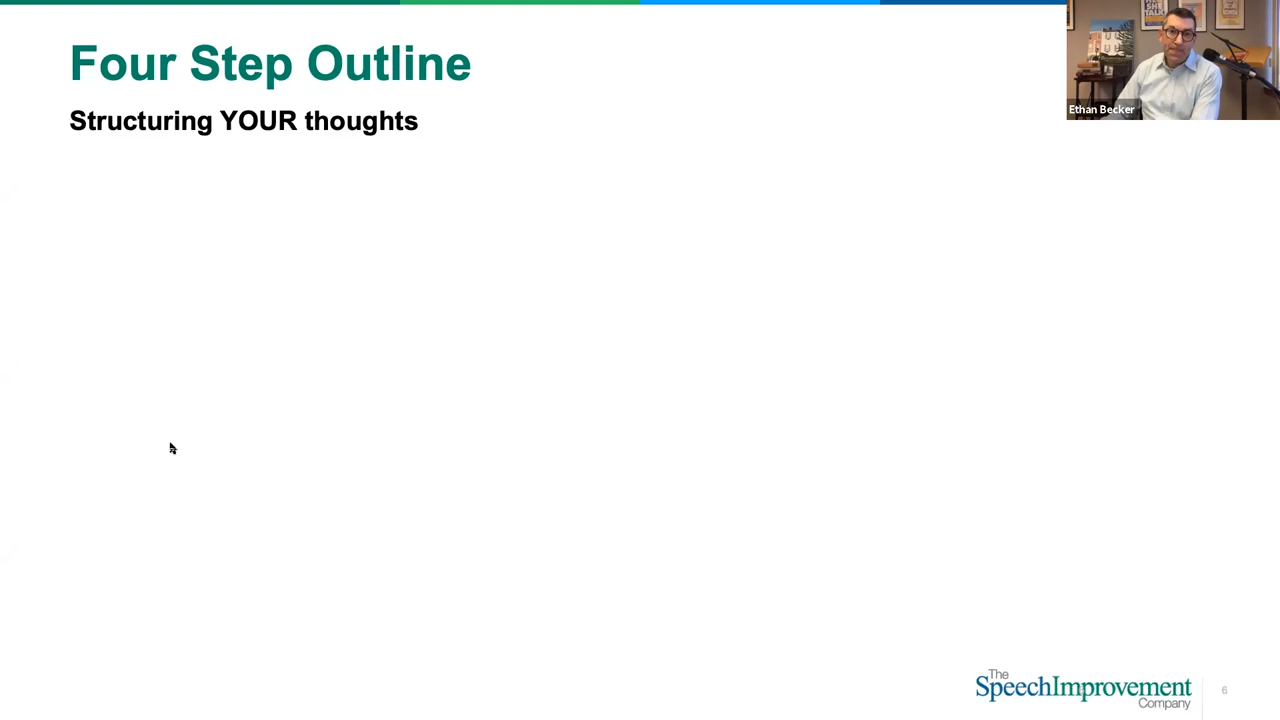 Four Step Outline
Structuring YOUR thoughts
Ethan Becker
The
SpeechImprovement
Company
6